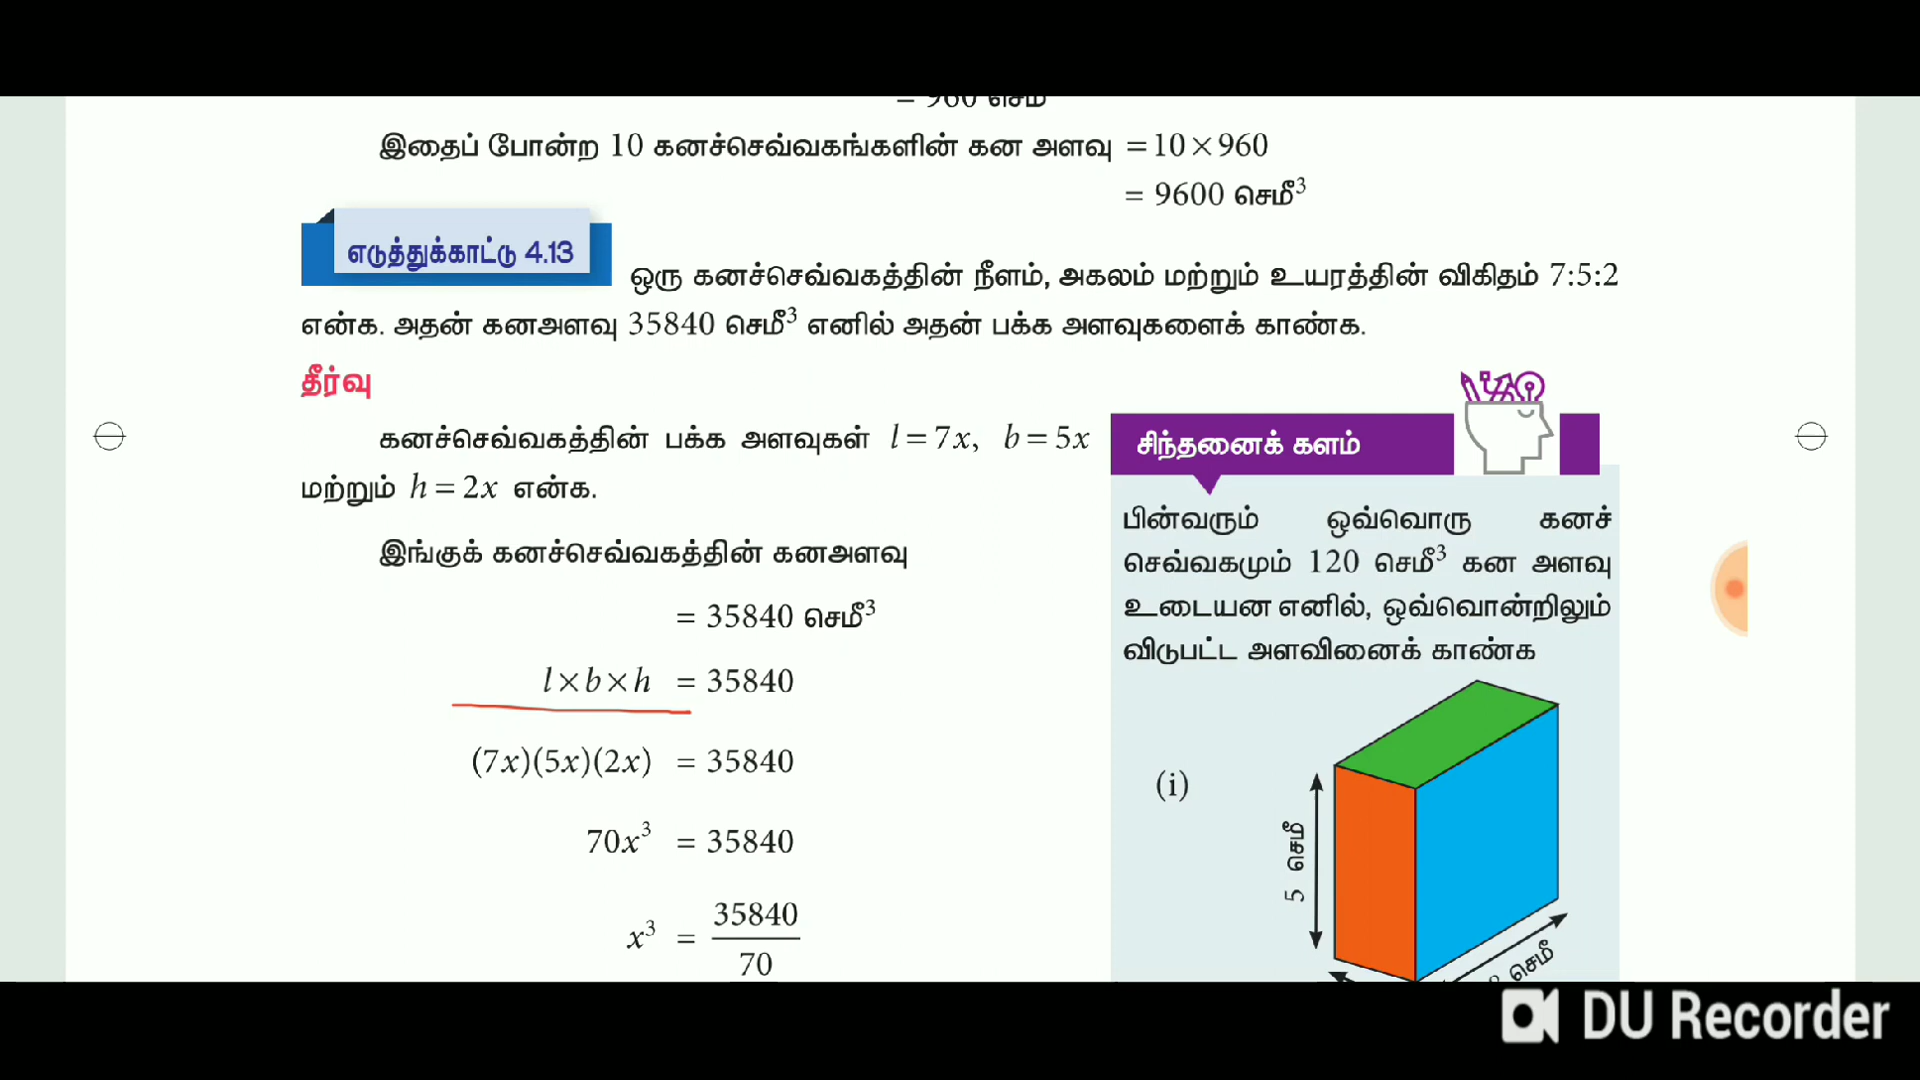 = 960 செமீ
இதைப் போன்ற 10 கனச்செவ்வகங்களின் கன அளவு = 10 × 960
= 9600 செமீ³
எடுத்துக்காட்டு 4.13
ஒரு கனச்செவ்வகத்தின் நீளம், அகலம் மற்றும் உயரத்தின் விகிதம் 7:5:2
என்க. அதன் கனஅளவு 35840 செமீ³ எனில் அதன் பக்க அளவுகளைக் காண்க.
தீர்வு
கனச்செவ்வகத்தின் பக்க அளவுகள் l = 7x, b = 5x
மற்றும் h = 2x என்க.
இங்குக் கனச்செவ்வகத்தின் கனஅளவு
= 35840 செமீ³
l × b × h = 35840
(7x)(5x)(2x) = 35840
70x³ = 35840
x³ = 35840
70
சிந்தனைக் களம்
பின்வரும் ஒவ்வொரு கனச்
செவ்வகமும் 120 செமீ³ கன அளவு
உடையன எனில், ஒவ்வொன்றிலும்
விடுபட்ட அளவினைக் காண்க
(i)
5 செமீ
செமீ
DU Recorder